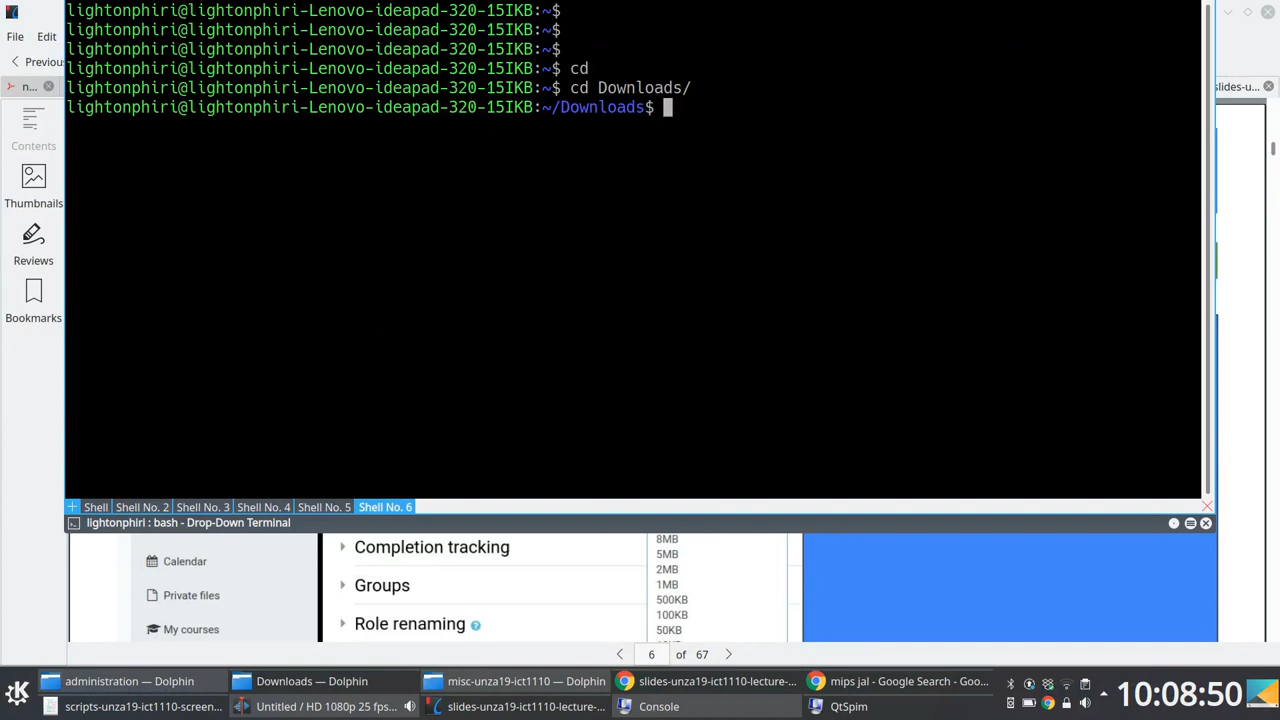 lightonphiri@lightonphiri-Lenovo-ideapad-320-15IKB:~$
lightonphiri@lightonphiri-Lenovo-ideapad-320-15IKB:~$
lightonphiri@lightonphiri-Lenovo-ideapad-320-15IKB:~$
lightonphiri@lightonphiri-Lenovo-ideapad-320-15IKB:~$ cd
lightonphiri@lightonphiri-Lenovo-ideapad-320-15IKB:~$ cd Downloads/
lightonphiri@lightonphiri-Lenovo-ideapad-320-15IKB:~/Downloads$
File Edit
Previou
n...
slides-u...
Contents
Thumbnails
Reviews
Bookmarks
Shell Shell No. 2 Shell No. 3 Shell No. 4 Shell No. 5 Shell No. 6
lightonphiri : bash - Drop-Down Terminal
Calendar
Private files
My courses
Completion tracking
Groups
Role renaming
8MB
5MB
2MB
1MB
500KB
100KB
50KB
6 of 67
administration — Dolphin
Downloads — Dolphin
misc-unza19-ict1110 — Dolphin
slides-unza19-ict1110-lecture-...
mips jal - Google Search - Goo...
scripts-unza19-ict1110-screen...
Untitled / HD 1080p 25 fps...
slides-unza19-ict1110-lecture-...
Console
QtSpim
10:08:50